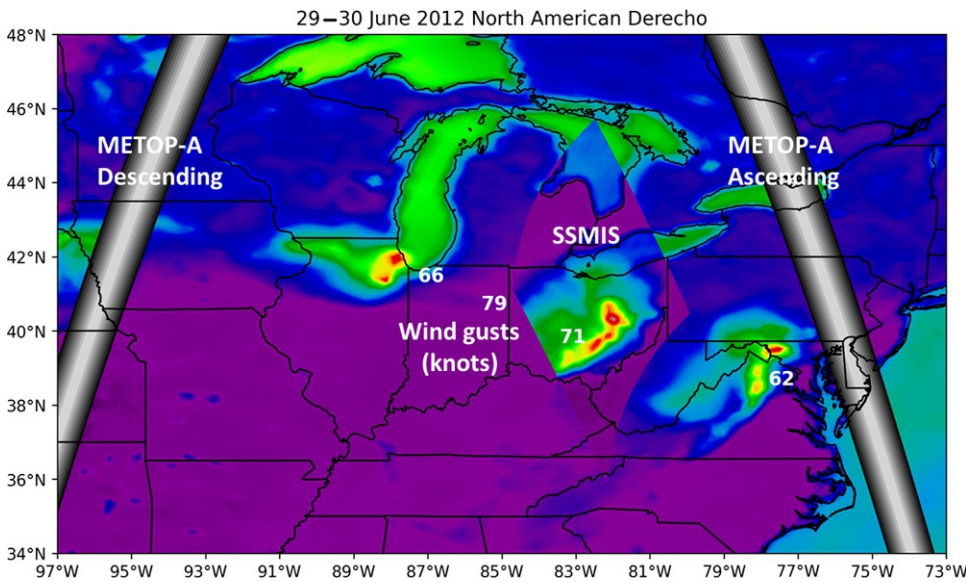 29−30 June 2012 North American Derecho
48°N
46°N
44°N
42°N
40°N
38°N
36°N
34°N
METOP-A
Descending
METOP-A
Ascending
SSMIS
66
79
Wind gusts
(knots)
71
62
97°W
95°W
93°W
91°W
89°W
87°W
85°W
83°W
81°W
79°W
77°W
75°W
73°W